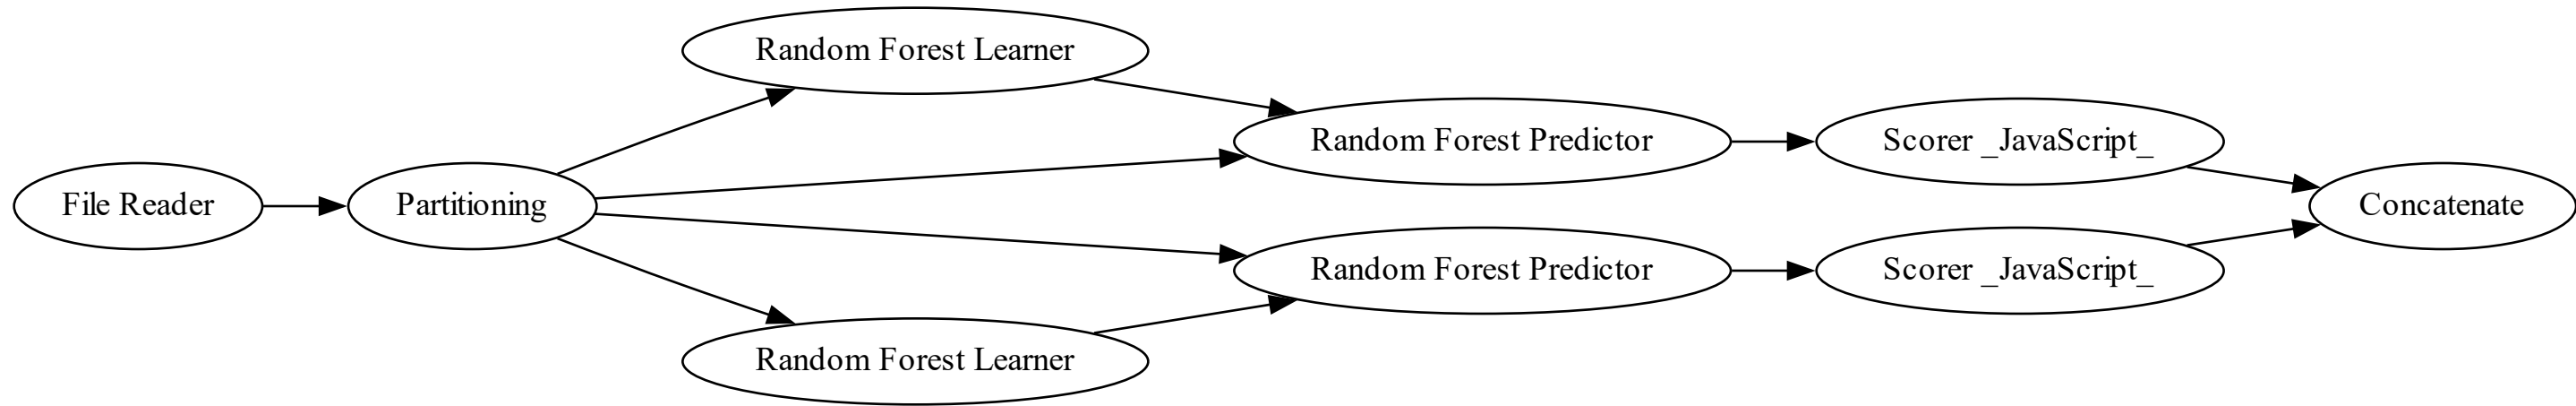 File Reader
Partitioning
Random Forest Learner
Random Forest Predictor
Scorer _JavaScript_
Random Forest Learner
Random Forest Predictor
Scorer _JavaScript_
Concatenate